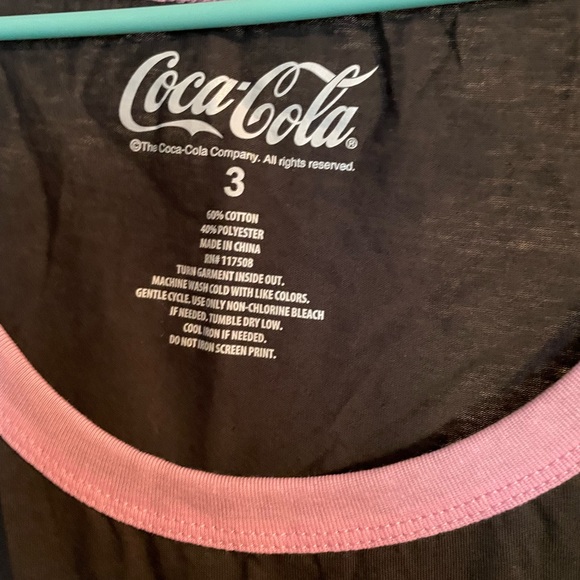 Coca-Cola®
©The Coca-Cola Company. All rights reserved.
3
60% COTTON
40% POLYESTER
MADE IN CHINA
RN# 117508
TURN GARMENT INSIDE OUT.
MACHINE WASH COLD WITH LIKE COLORS.
GENTLE CYCLE. USE ONLY NON-CHLORINE BLEACH
IF NEEDED. TUMBLE DRY LOW.
COOL IRON IF NEEDED.
DO NOT IRON SCREEN PRINT.